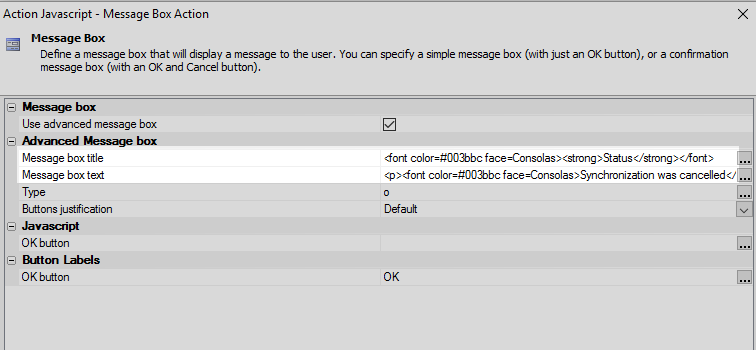 Action Javascript - Message Box Action
Message Box
Define a message box that will display a message to the user. You can specify a simple message box (with just an OK button), or a confirmation
message box (with an OK and Cancel button).
Message box
Use advanced message box
Advanced Message box
Message box title <font color=#003bbc face=Consolas><strong>Status</strong></font> ...
Message box text <p><font color=#003bbc face=Consolas>Synchronization was cancelled</ ...
Type o ...
Buttons justification Default
Javascript
OK button ...
Button Labels
OK button OK ...